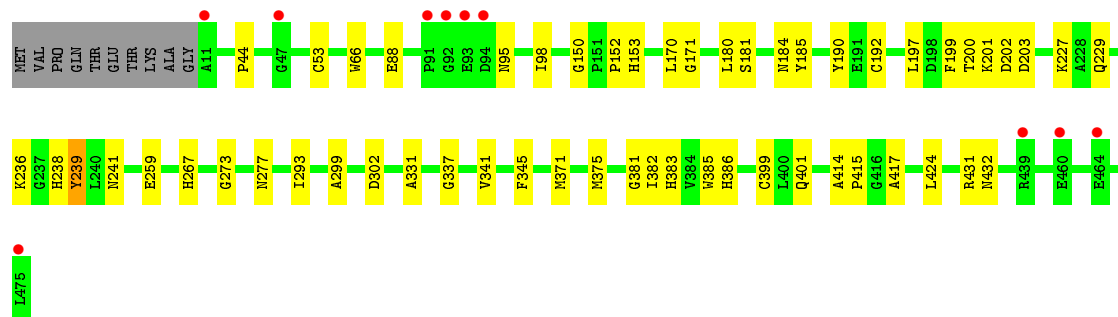 MET VAL PRO GLN THR GLU THR LYS ALA GLY A11 P44 G47 C53 W66 E88 P91 G92 E93 D94 N95 I98 G150 P151 P152 H153 L170 G171 L180 S181 N184 Y185 Y190 E191 C192 L197 D198 F199 T200 K201 D202 D203 K227 A228 Q229
K236 G237 H238 Y239 L240 N241 E259 H267 G273 N277 I293 A299 D302 A331 G337 V341 F345 M371 M375 G381 I382 H383 V384 W385 H386 C399 L400 Q401 A414 P415 G416 A417 L424 R431 N432 R439 E460 E464
L475